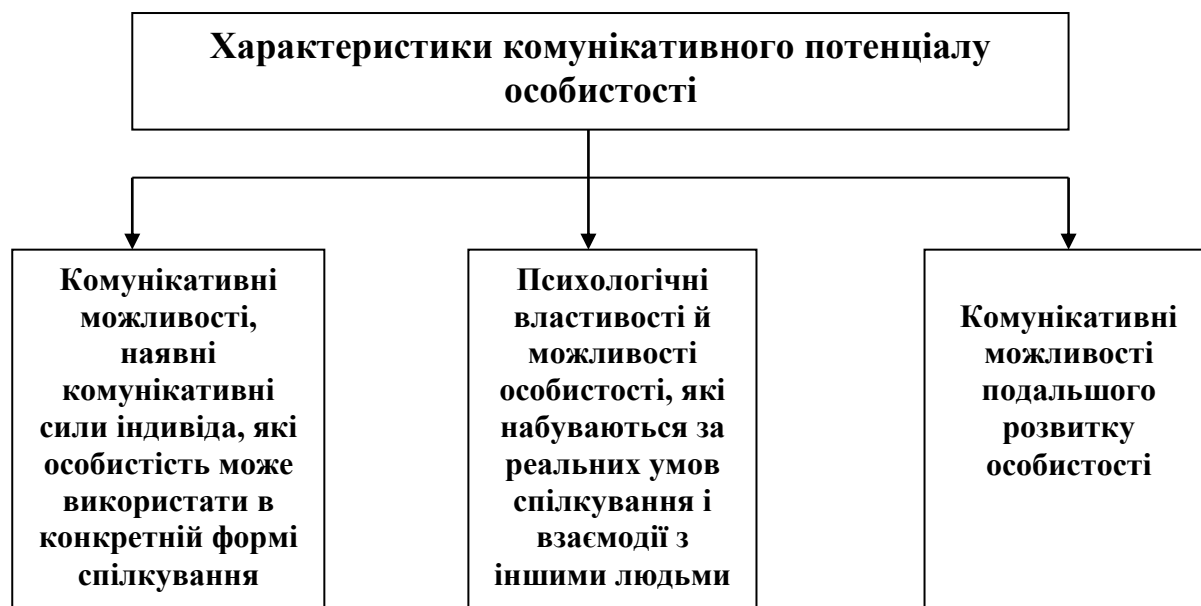 Характеристики комунікативного потенціалу
особистості
Комунікативні
можливості,
наявні
комунікативні
сили індивіда, які
особистість може
використати в
конкретній формі
спілкування
Психологічні
властивості й
можливості
особистості, які
набуваються за
реальних умов
спілкування і
взаємодії з
іншими людьми
Комунікативні
можливості
подальшого
розвитку
особистості